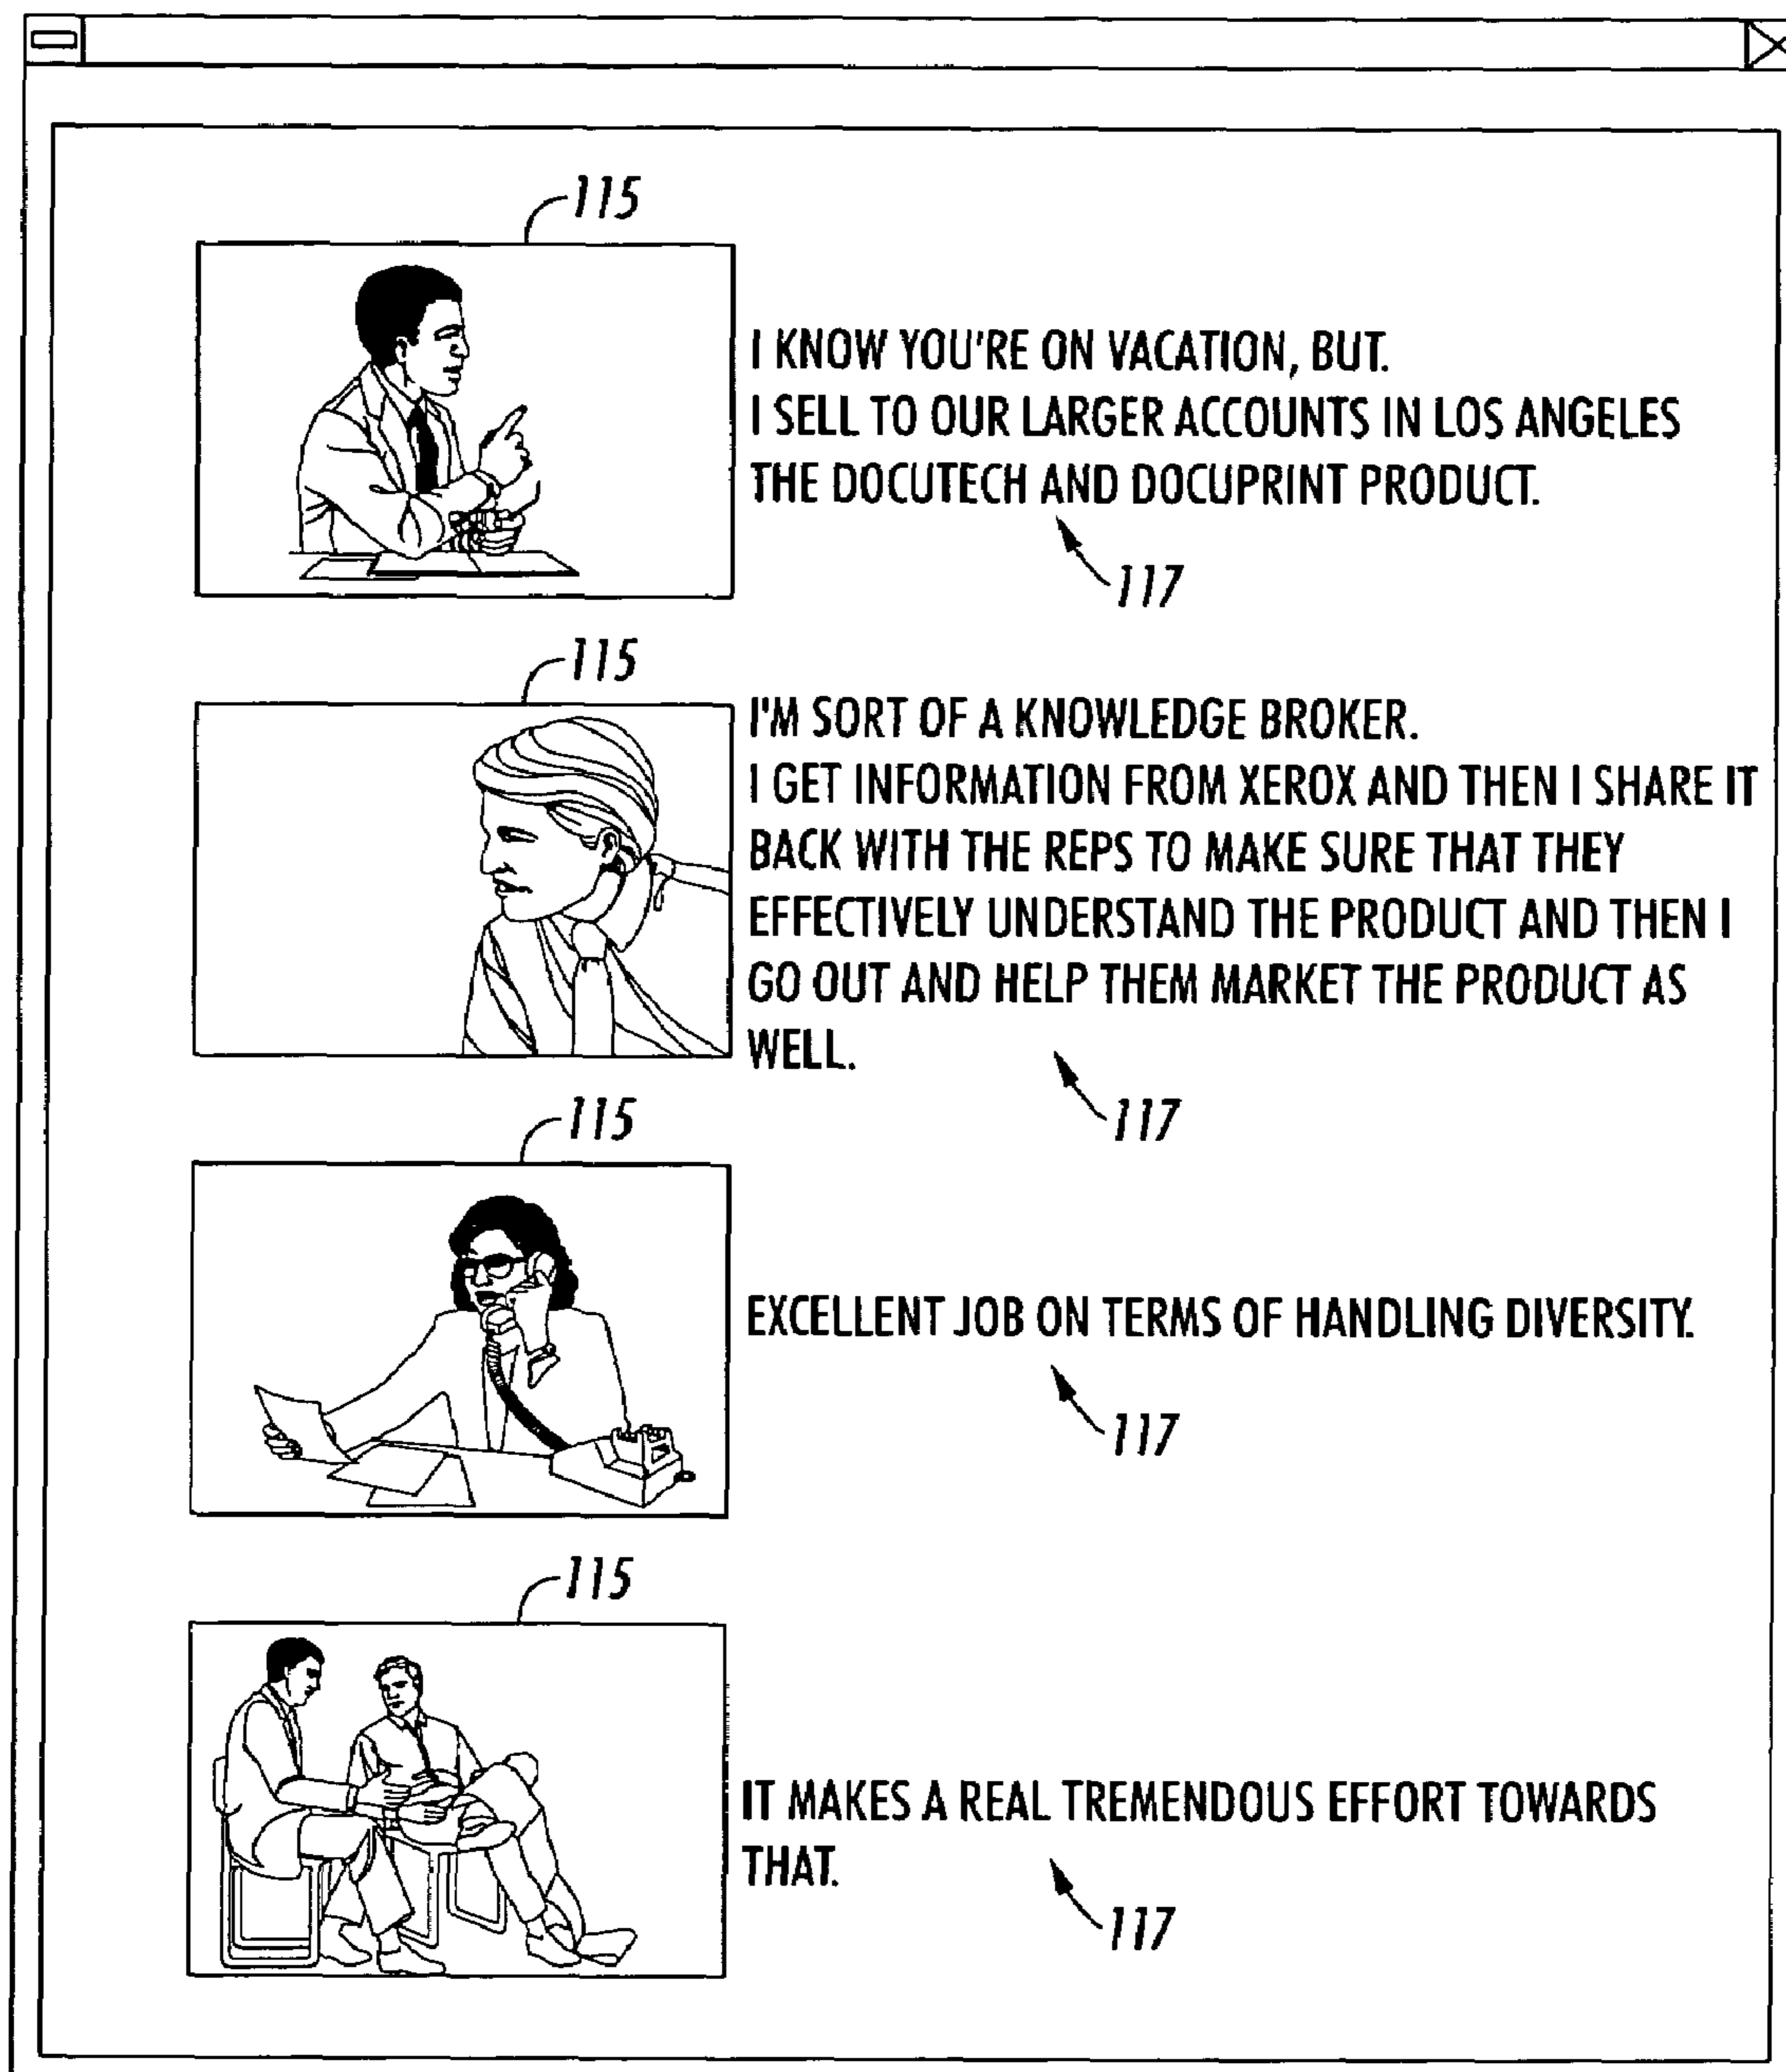 115
I KNOW YOU'RE ON VACATION, BUT.
I SELL TO OUR LARGER ACCOUNTS IN LOS ANGELES
THE DOCUTECH AND DOCUPRINT PRODUCT.
117
115
I'M SORT OF A KNOWLEDGE BROKER.
I GET INFORMATION FROM XEROX AND THEN I SHARE IT
BACK WITH THE REPS TO MAKE SURE THAT THEY
EFFECTIVELY UNDERSTAND THE PRODUCT AND THEN I
GO OUT AND HELP THEM MARKET THE PRODUCT AS
WELL.
117
115
EXCELLENT JOB ON TERMS OF HANDLING DIVERSITY.
117
115
IT MAKES A REAL TREMENDOUS EFFORT TOWARDS
THAT.
117